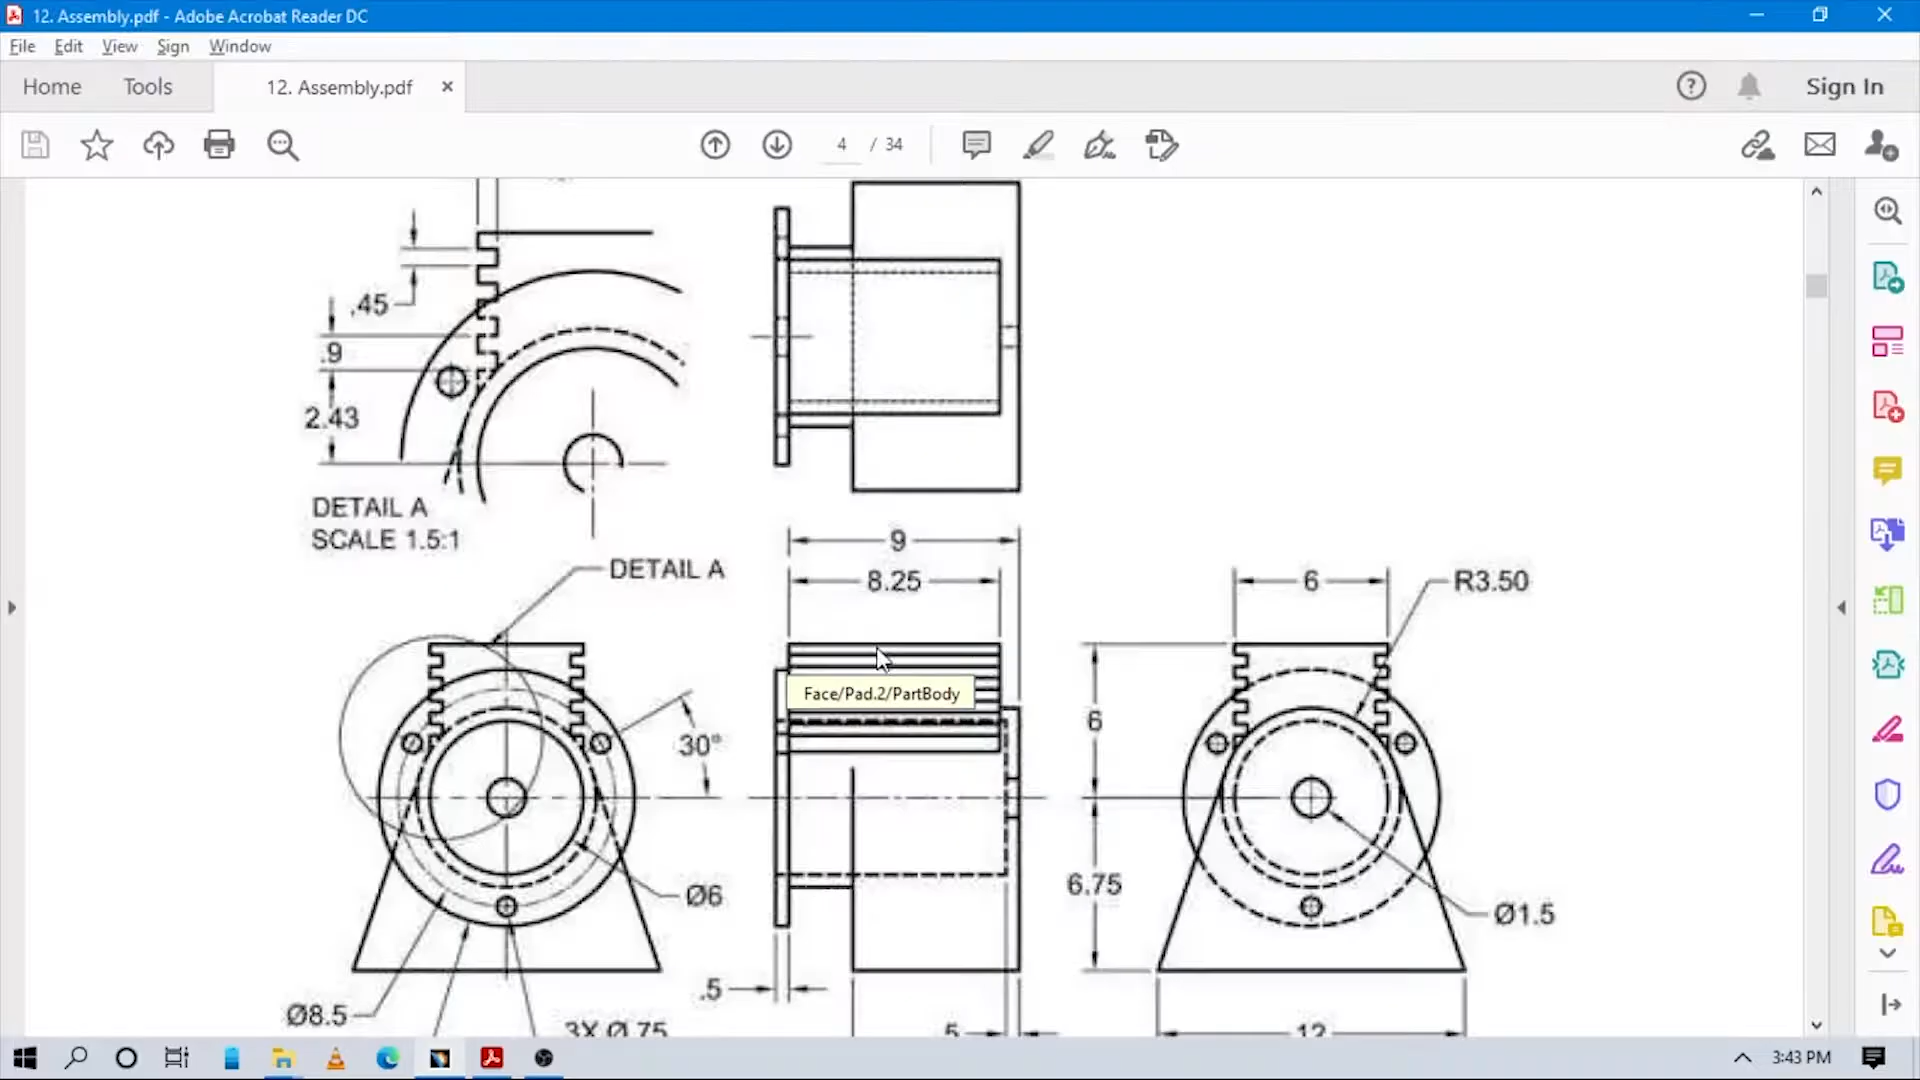 12. Assembly.pdf - Adobe Acrobat Reader DC
File Edit View Sign Window
Home Tools 12. Assembly.pdf × Sign In
4 / 34
.45
.9
2.43
DETAIL A
SCALE 1.5:1
DETAIL A
9
8.25
6
R3.50
Face/Pad.2/PartBody
30°
6
6.75
Ø6
Ø1.5
.5
Ø8.5
3X Ø.75
.5
12
3:43 PM